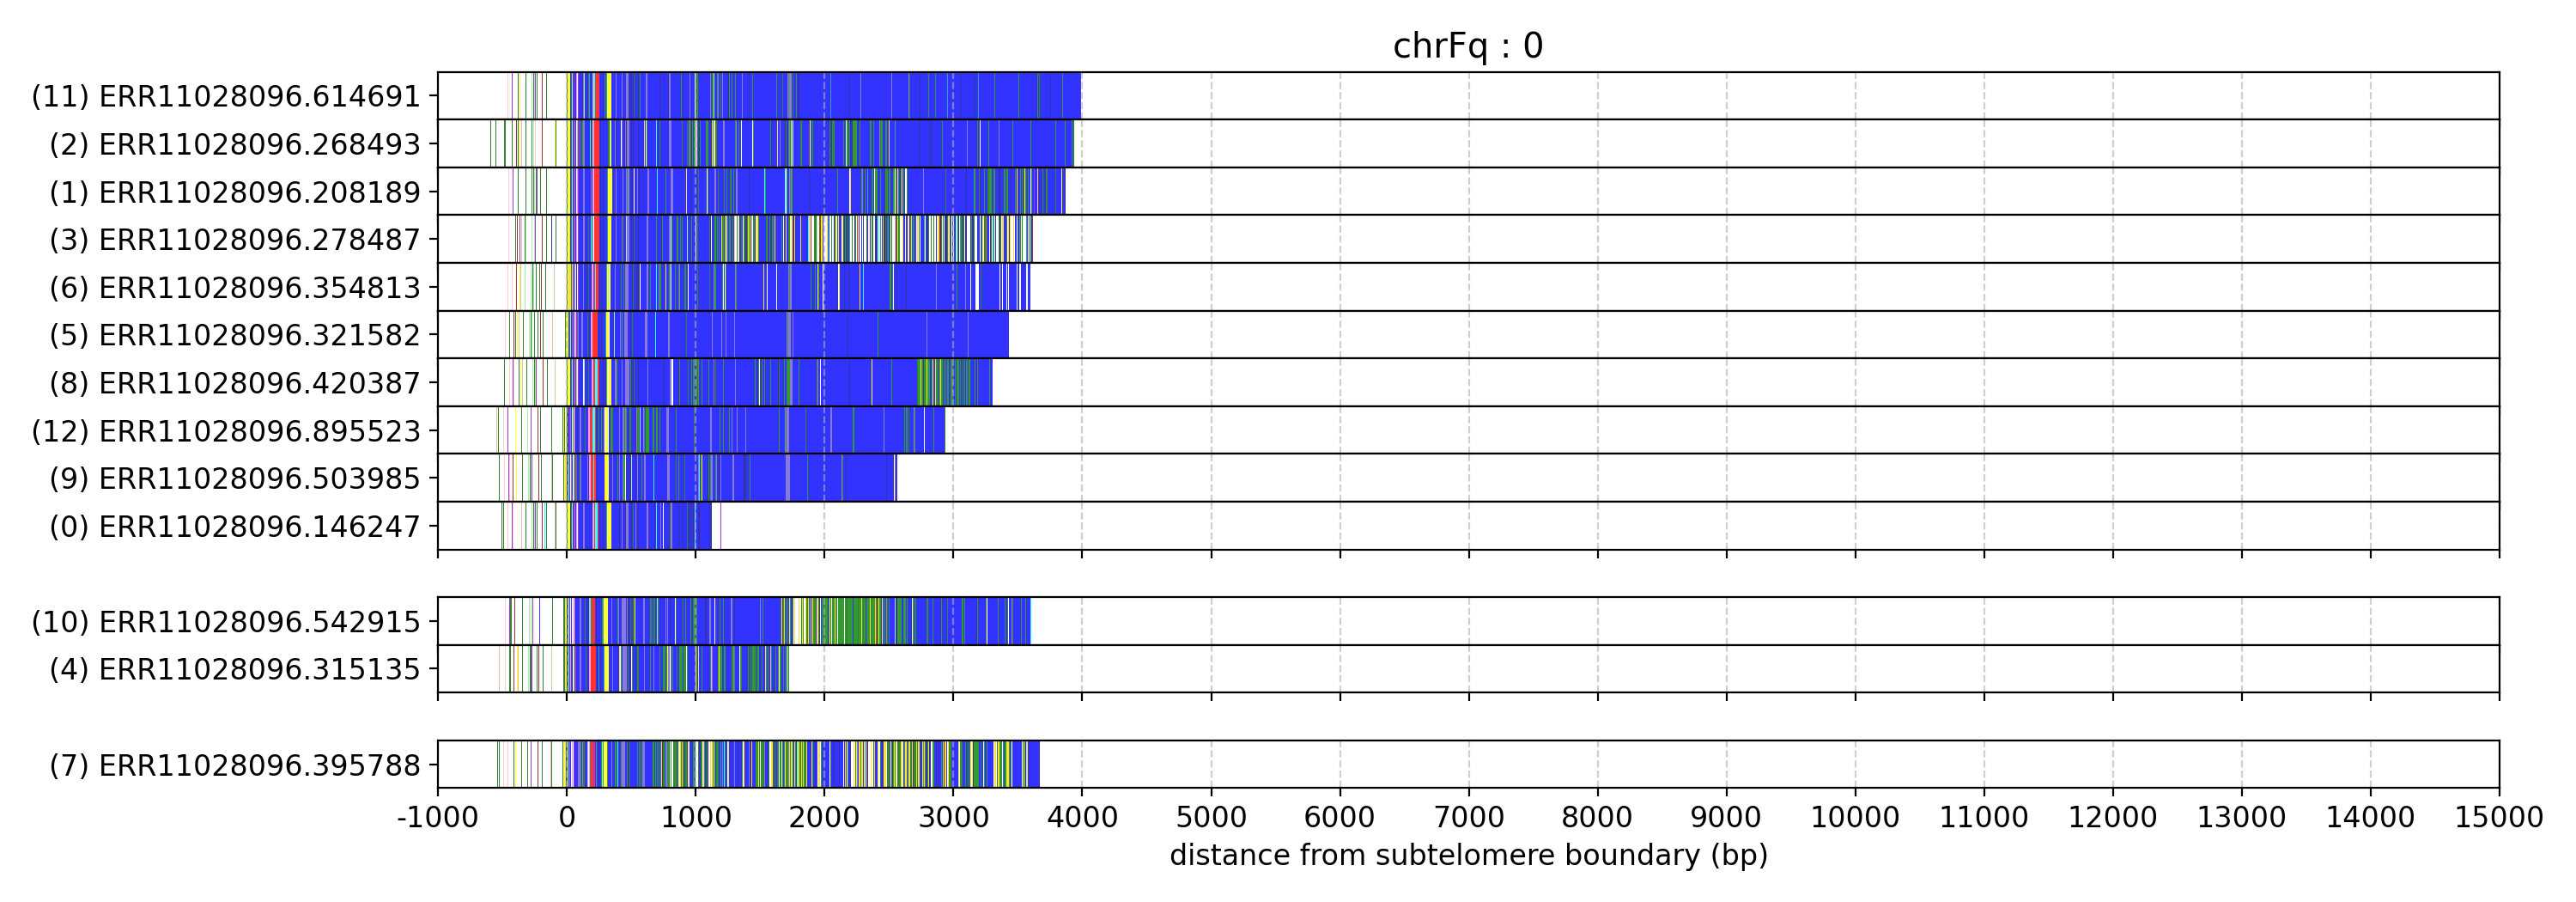 chrFq : 0
(11) ERR11028096.614691
(2) ERR11028096.268493
(1) ERR11028096.208189
(3) ERR11028096.278487
(6) ERR11028096.354813
(5) ERR11028096.321582
(8) ERR11028096.420387
(12) ERR11028096.895523
(9) ERR11028096.503985
(0) ERR11028096.146247
(10) ERR11028096.542915
(4) ERR11028096.315135
(7) ERR11028096.395788
-1000 0 1000 2000 3000 4000 5000 6000 7000 8000 9000 10000 11000 12000 13000 14000 15000
distance from subtelomere boundary (bp)